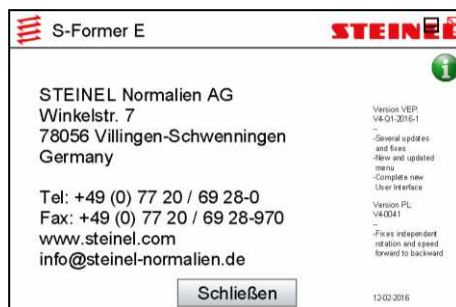 S-Former E
STEINEL
STEINEL Normalien AG
Winkelstr. 7
78056 Villingen-Schwenningen
Germany
Tel: +49 (0) 77 20 / 69 28-0
Fax: +49 (0) 77 20 / 69 28-970
www.steinel.com
info@steinel-normalien.de
Version VEP:
V4-Q1-2016-1
--
-Several updates
and fixes
-New and updated
menu
-Complete new
User Interface
Version PL:
V4-0041
--
-Fixes independent
rotation and speed
forward to backward
12-02-2016
Schließen